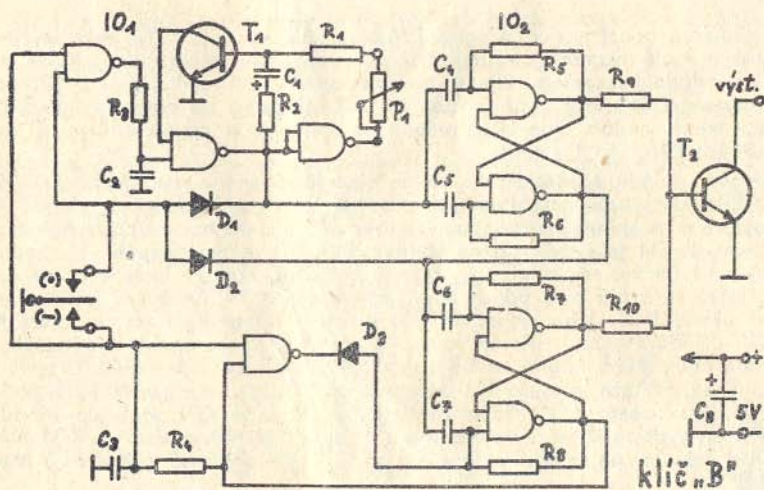 IO1
T1
R1
IO2
R5
C4
R9
výst.
C1
R3
R2
P1
T2
C2
C5
D1
R6
D2
(•)
(-)
C6
R7
R10
D3
C7
+
C8
5V
C3
R4
R8
klíč „B"